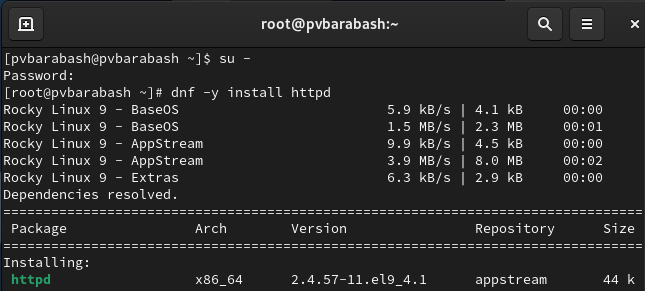 root@pvbarabash:~
[pvbarabash@pvbarabash ~]$ su -
Password:
[root@pvbarabash ~]# dnf -y install httpd
Rocky Linux 9 - BaseOS 5.9 kB/s | 4.1 kB 00:00
Rocky Linux 9 - BaseOS 1.5 MB/s | 2.3 MB 00:01
Rocky Linux 9 - AppStream 9.9 kB/s | 4.5 kB 00:00
Rocky Linux 9 - AppStream 3.9 MB/s | 8.0 MB 00:02
Rocky Linux 9 - Extras 6.3 kB/s | 2.9 kB 00:00
Dependencies resolved.
================================================================================
Package Arch Version Repository Size
================================================================================
Installing:
httpd x86_64 2.4.57-11.el9_4.1 appstream 44 k